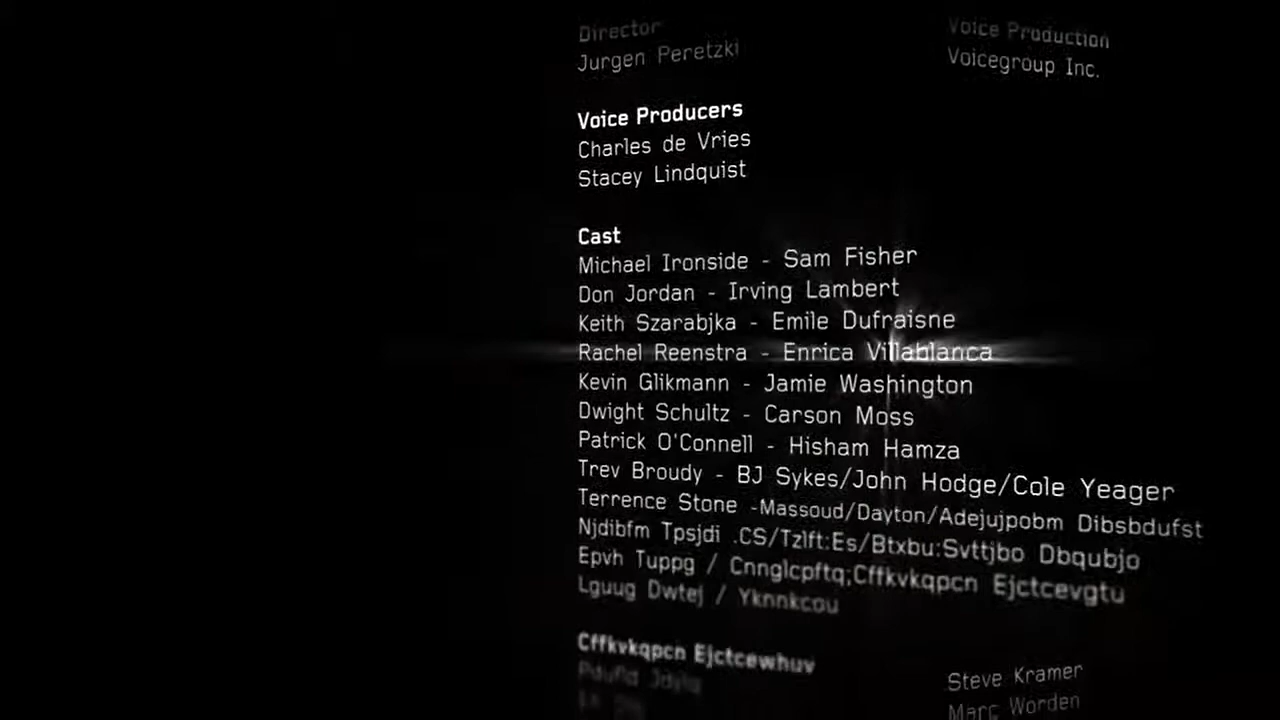 Director
Jurgen Peretzki
Voice Production
Voicegroup Inc.
Voice Producers
Charles de Vries
Stacey Lindquist
Cast
Michael Ironside - Sam Fisher
Don Jordan - Irving Lambert
Keith Szarabjka - Emile Dufraisne
Rachel Reenstra - Enrica Villablanca
Kevin Glikmann - Jamie Washington
Dwight Schultz - Carson Moss
Patrick O'Connell - Hisham Hamza
Trev Broudy - BJ Sykes/John Hodge/Cole Yeager
Terrence Stone -Massoud/Dayton/Adejujpobm Dibsbdufst
Njdibfm Tpsjdi .CS/Tzlft:Es/Btxbu:Svttjbo Dbqubjo
Epvh Tuppg / Cnnglcpftq;Cffkvkqpcn Ejctcevgtu
Lguug Dwtej / Yknnkcou
Cffkvkqpcn Ejctcewhuv
Steve Kramer
Marc Worden